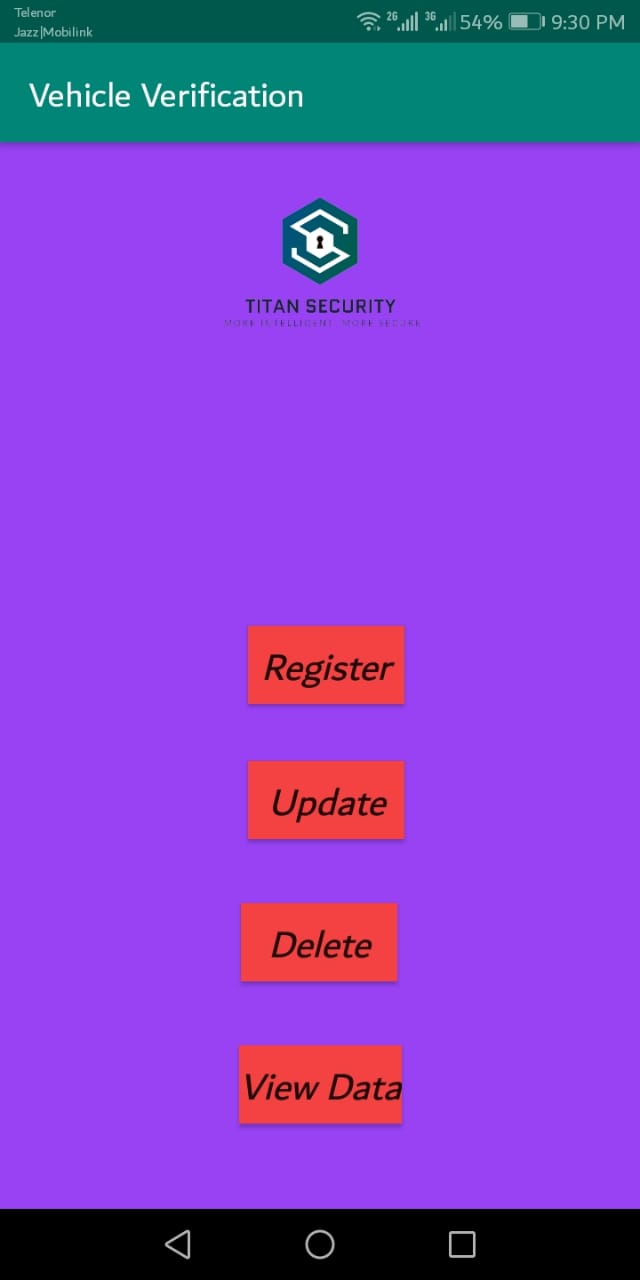 Telenor
Jazz|Mobilink
2G 3G 54% 9:30 PM
Vehicle Verification
TITAN SECURITY
MORE INTELLIGENT. MORE SECURE
Register
Update
Delete
View Data